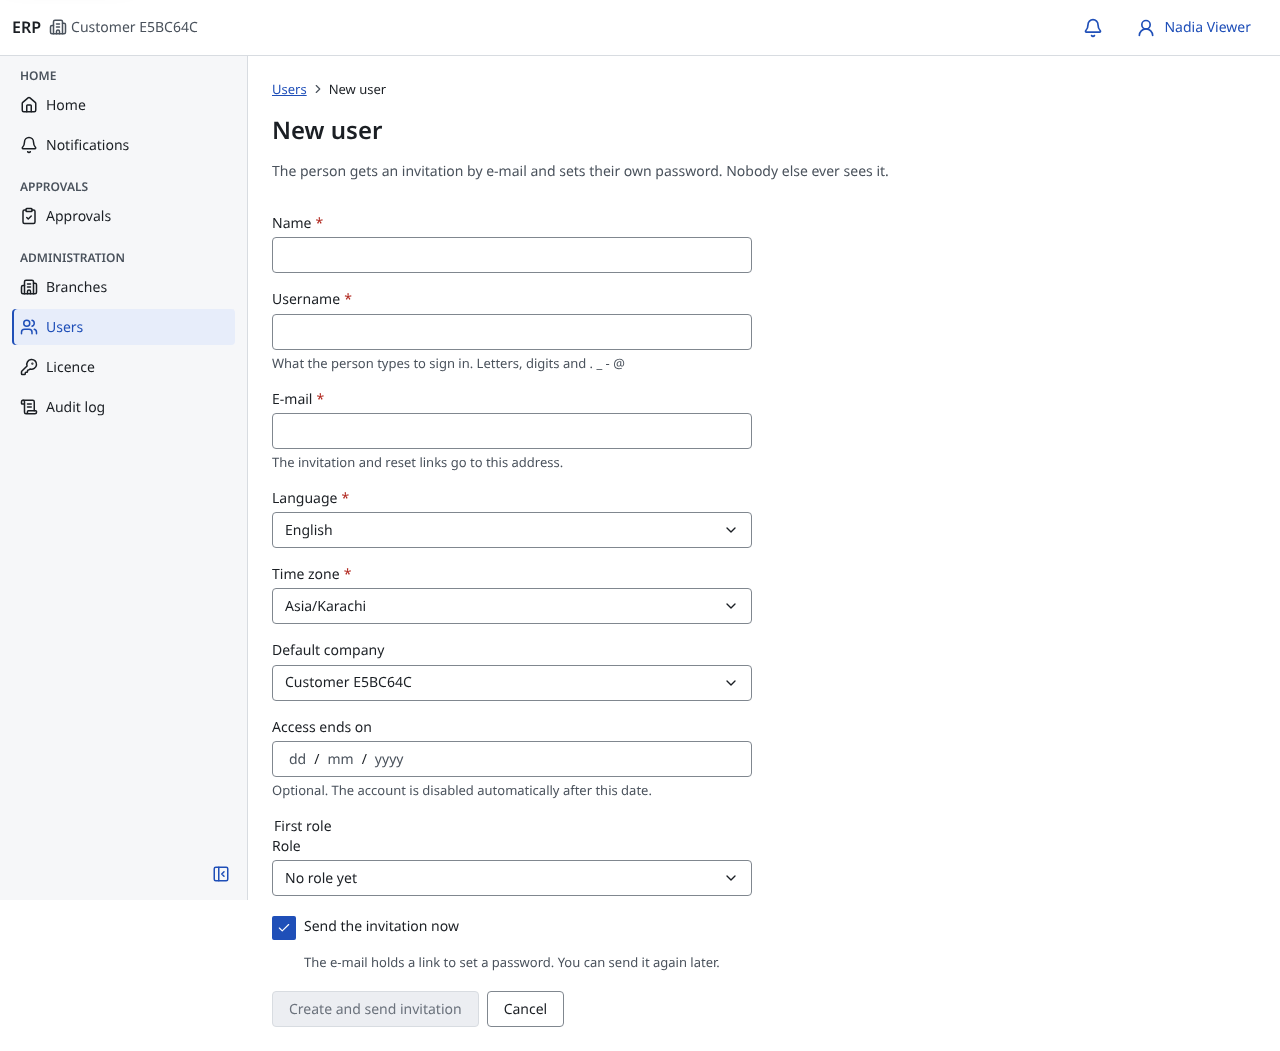 ERP Customer E5BC64C
Nadia Viewer
HOME
Home
Notifications
APPROVALS
Approvals
ADMINISTRATION
Branches
Users
Licence
Audit log
Users > New user
New user
The person gets an invitation by e-mail and sets their own password. Nobody else ever sees it.
Name *
Username *
What the person types to sign in. Letters, digits and . _ - @
E-mail *
The invitation and reset links go to this address.
Language *
English
Time zone *
Asia/Karachi
Default company
Customer E5BC64C
Access ends on
dd / mm / yyyy
Optional. The account is disabled automatically after this date.
First role
Role
No role yet
Send the invitation now
The e-mail holds a link to set a password. You can send it again later.
Create and send invitation
Cancel